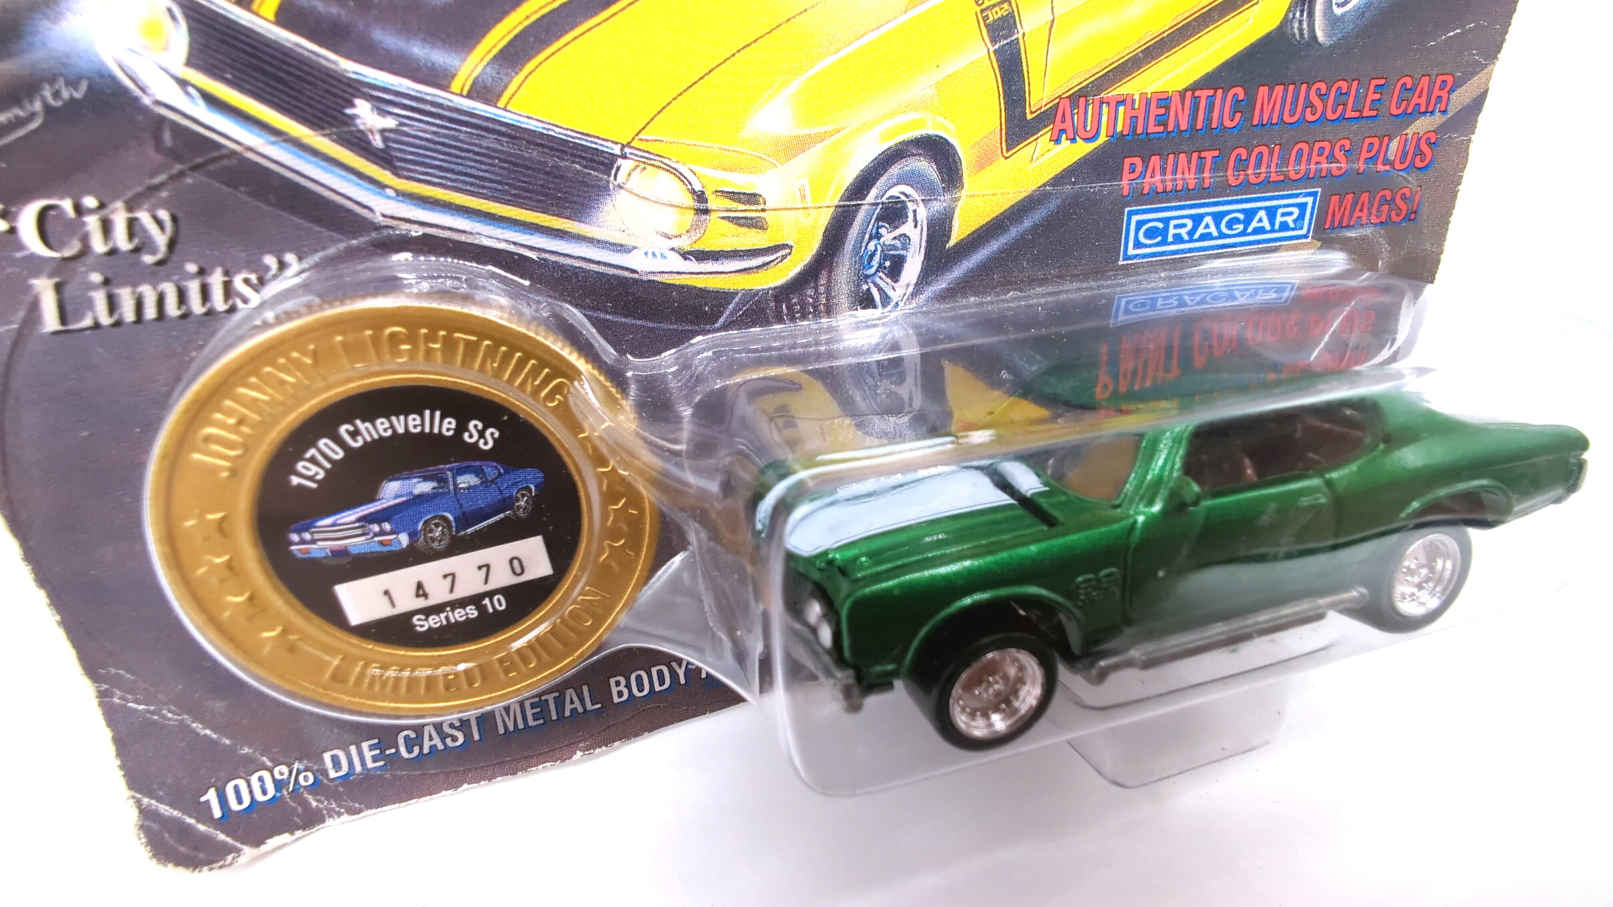 AUTHENTIC MUSCLE CAR
PAINT COLORS PLUS
CRAGAR MAGS!
"City
Limits"
JOHNNY LIGHTNING
1970 Chevelle SS
14770
Series 10
LIMITED EDITION
100% DIE-CAST METAL BODY
SS